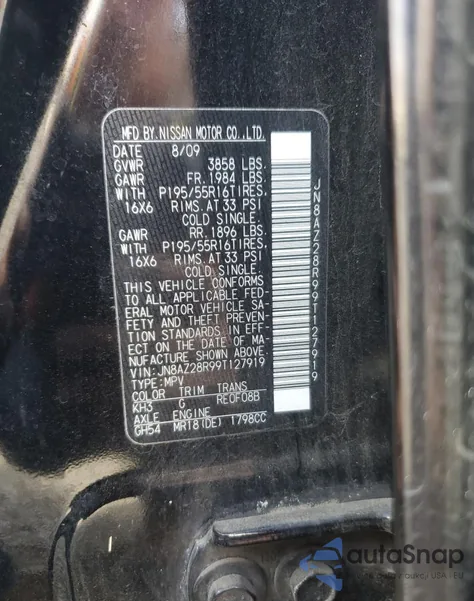 MFD BY.NISSAN MOTOR CO.,LTD.
DATE 8/09
GVWR 3858 LBS.
GAWR FR.1984 LBS.
WITH P195/55R16TIRES.
16X6 RIMS.AT 33 PSI
COLD SINGLE.
GAWR RR.1896 LBS.
WITH P195/55R16TIRES.
16X6 RIMS.AT 33 PSI
COLD SINGLE.
THIS VEHICLE CONFORMS
TO ALL APPLICABLE FED-
ERAL MOTOR VEHICLE SA-
FETY AND THEFT PREVEN-
TION STANDARDS IN EFF-
ECT ON THE DATE OF MA-
NUFACTURE SHOWN ABOVE.
VIN:JN8AZ28R99T127919
TYPE:MPV
COLOR TRIM TRANS
KH3 G RE0F08B
AXLE ENGINE
GH54 MR18(DE) 1798CC
JN8AZ28R99T127919
autoSnap